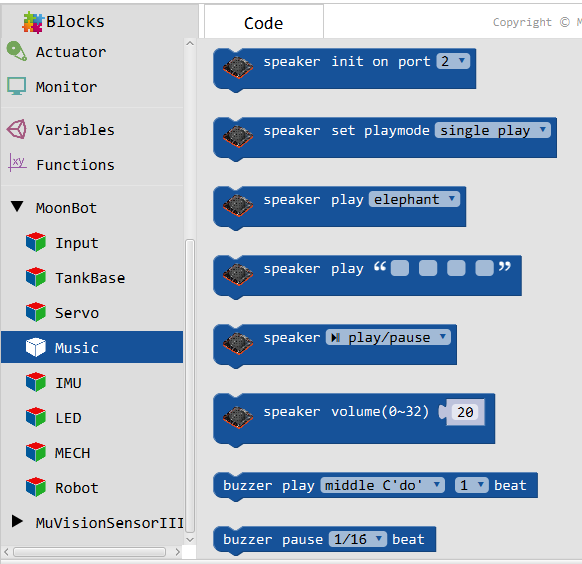 Blocks
Code
Copyright © M
Actuator
Monitor
Variables
xy Functions
MoonBot
Input
TankBase
Servo
Music
IMU
LED
MECH
Robot
MuVisionSensorIII
speaker init on port 2
speaker set playmode single play
speaker play elephant
speaker play “ ”
speaker play/pause
speaker volume(0~32) 20
buzzer play middle C'do' 1 beat
buzzer pause 1/16 beat